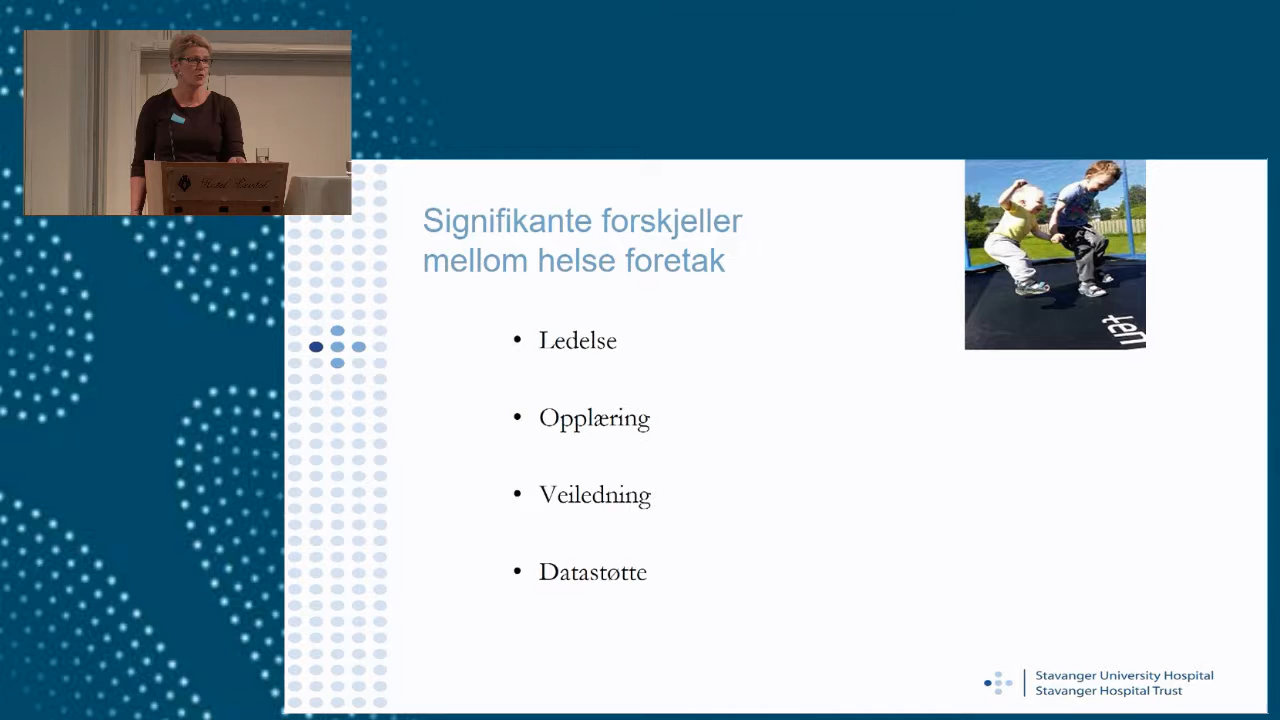 Signifikante forskjeller
mellom helse foretak
• Ledelse
• Opplæring
• Veiledning
• Datastøtte
Stavanger University Hospital
Stavanger Hospital Trust